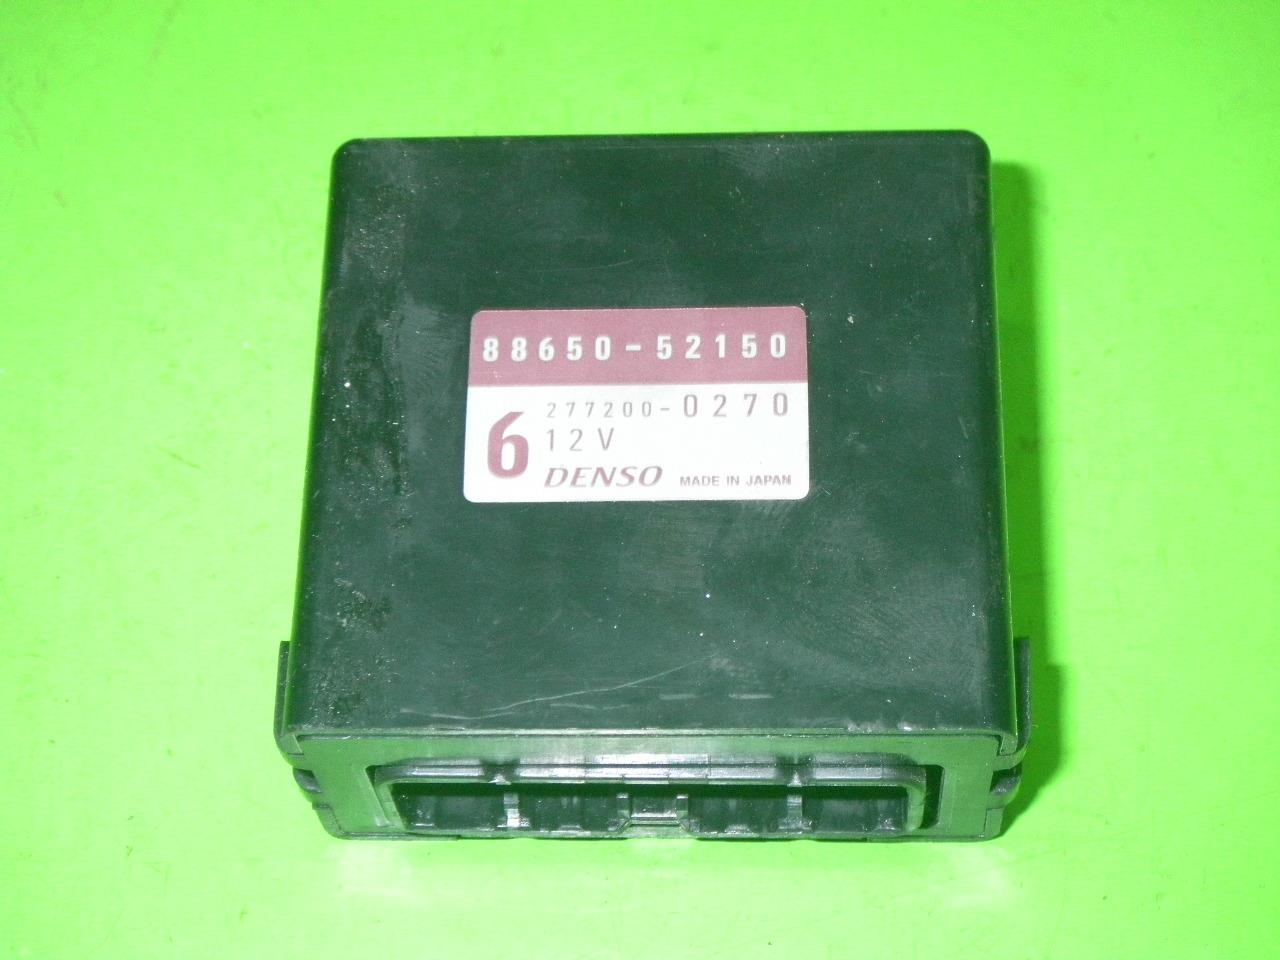 88650-52150
277200-0270
6 12V
DENSO MADE IN JAPAN